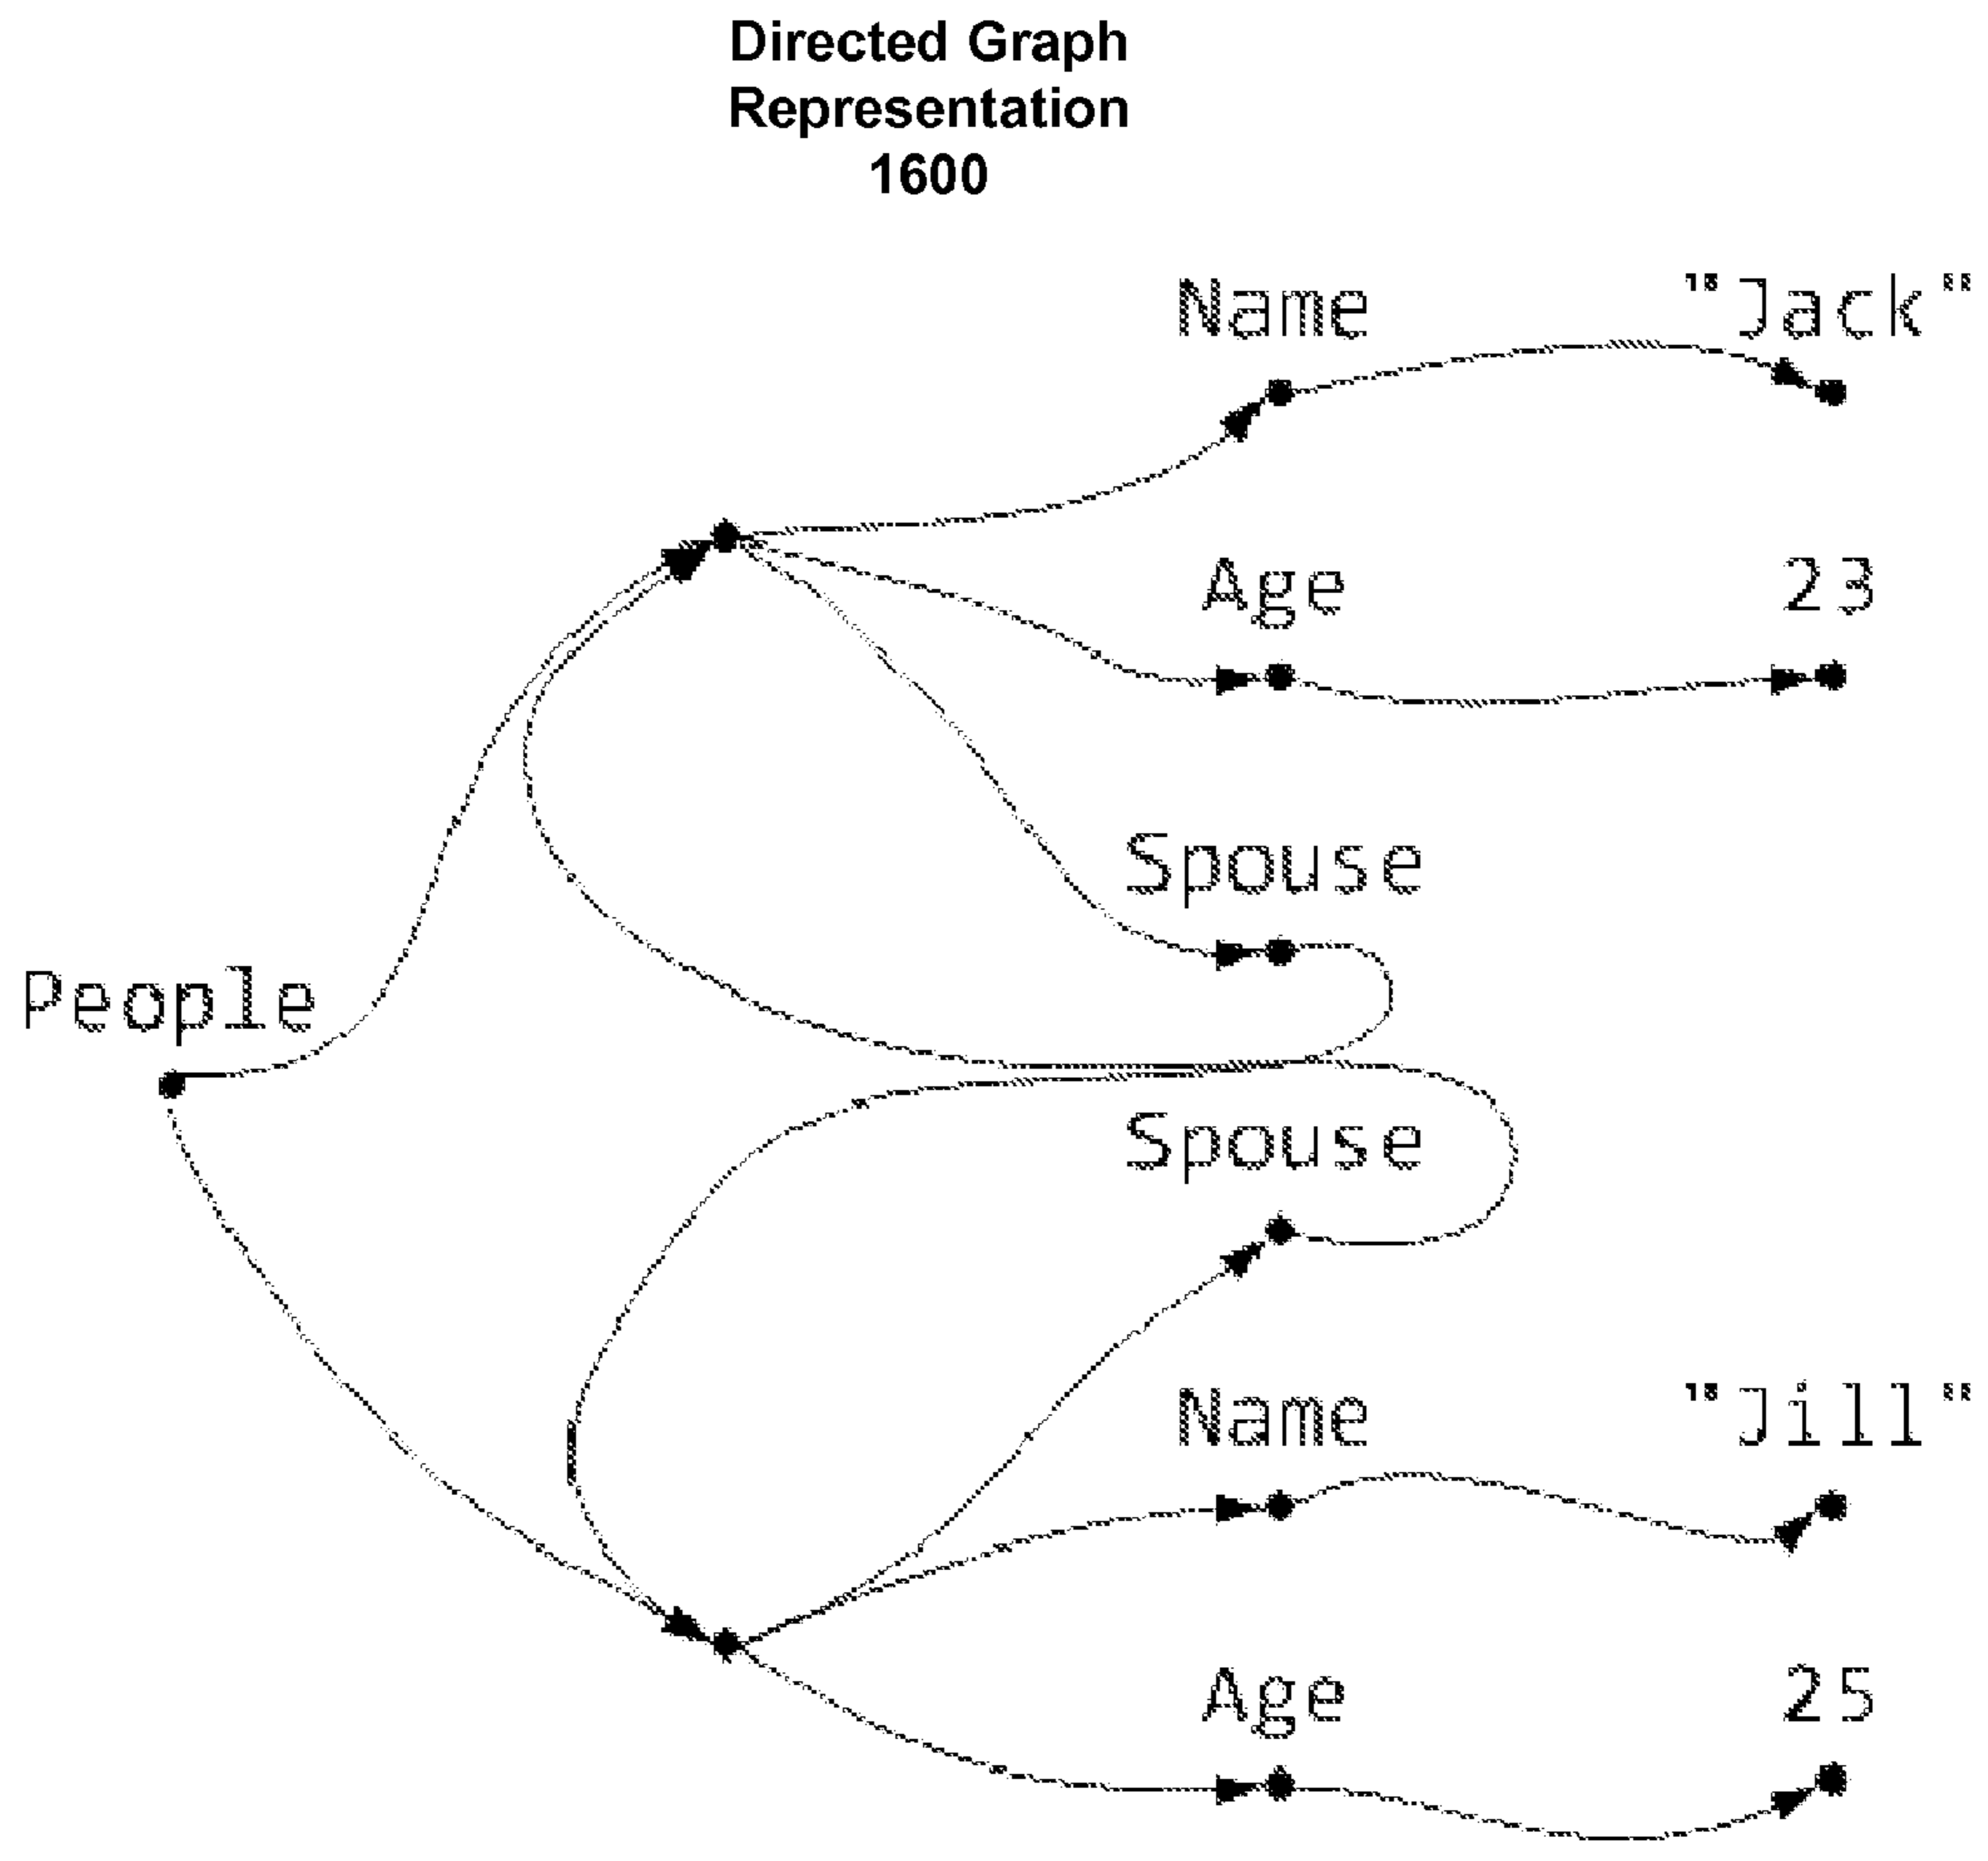 Directed Graph
Representation
1600
Name "Jack"
Age 23
Spouse
People
Spouse
Name "Jill"
Age 25